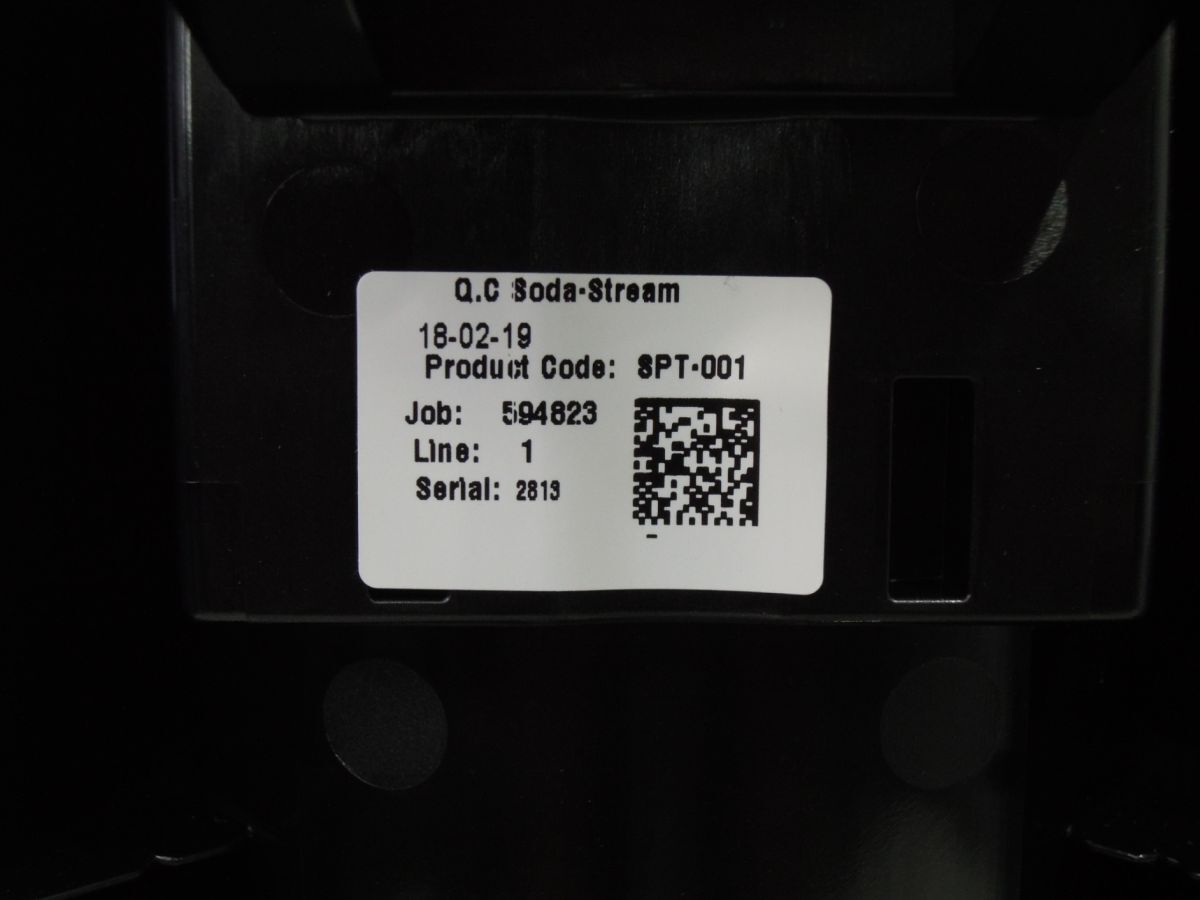 Q.C Soda-Stream
18-02-19
Product Code: SPT-001
Job: 594823
Line: 1
Serial: 2813
-